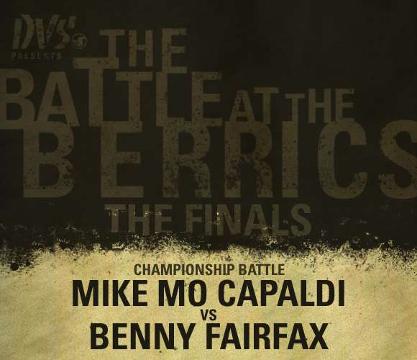 DVS
PRESENTS
THE
BATTLE AT THE
BERRICS
THE FINALS
CHAMPIONSHIP BATTLE
MIKE MO CAPALDI
VS
BENNY FAIRFAX